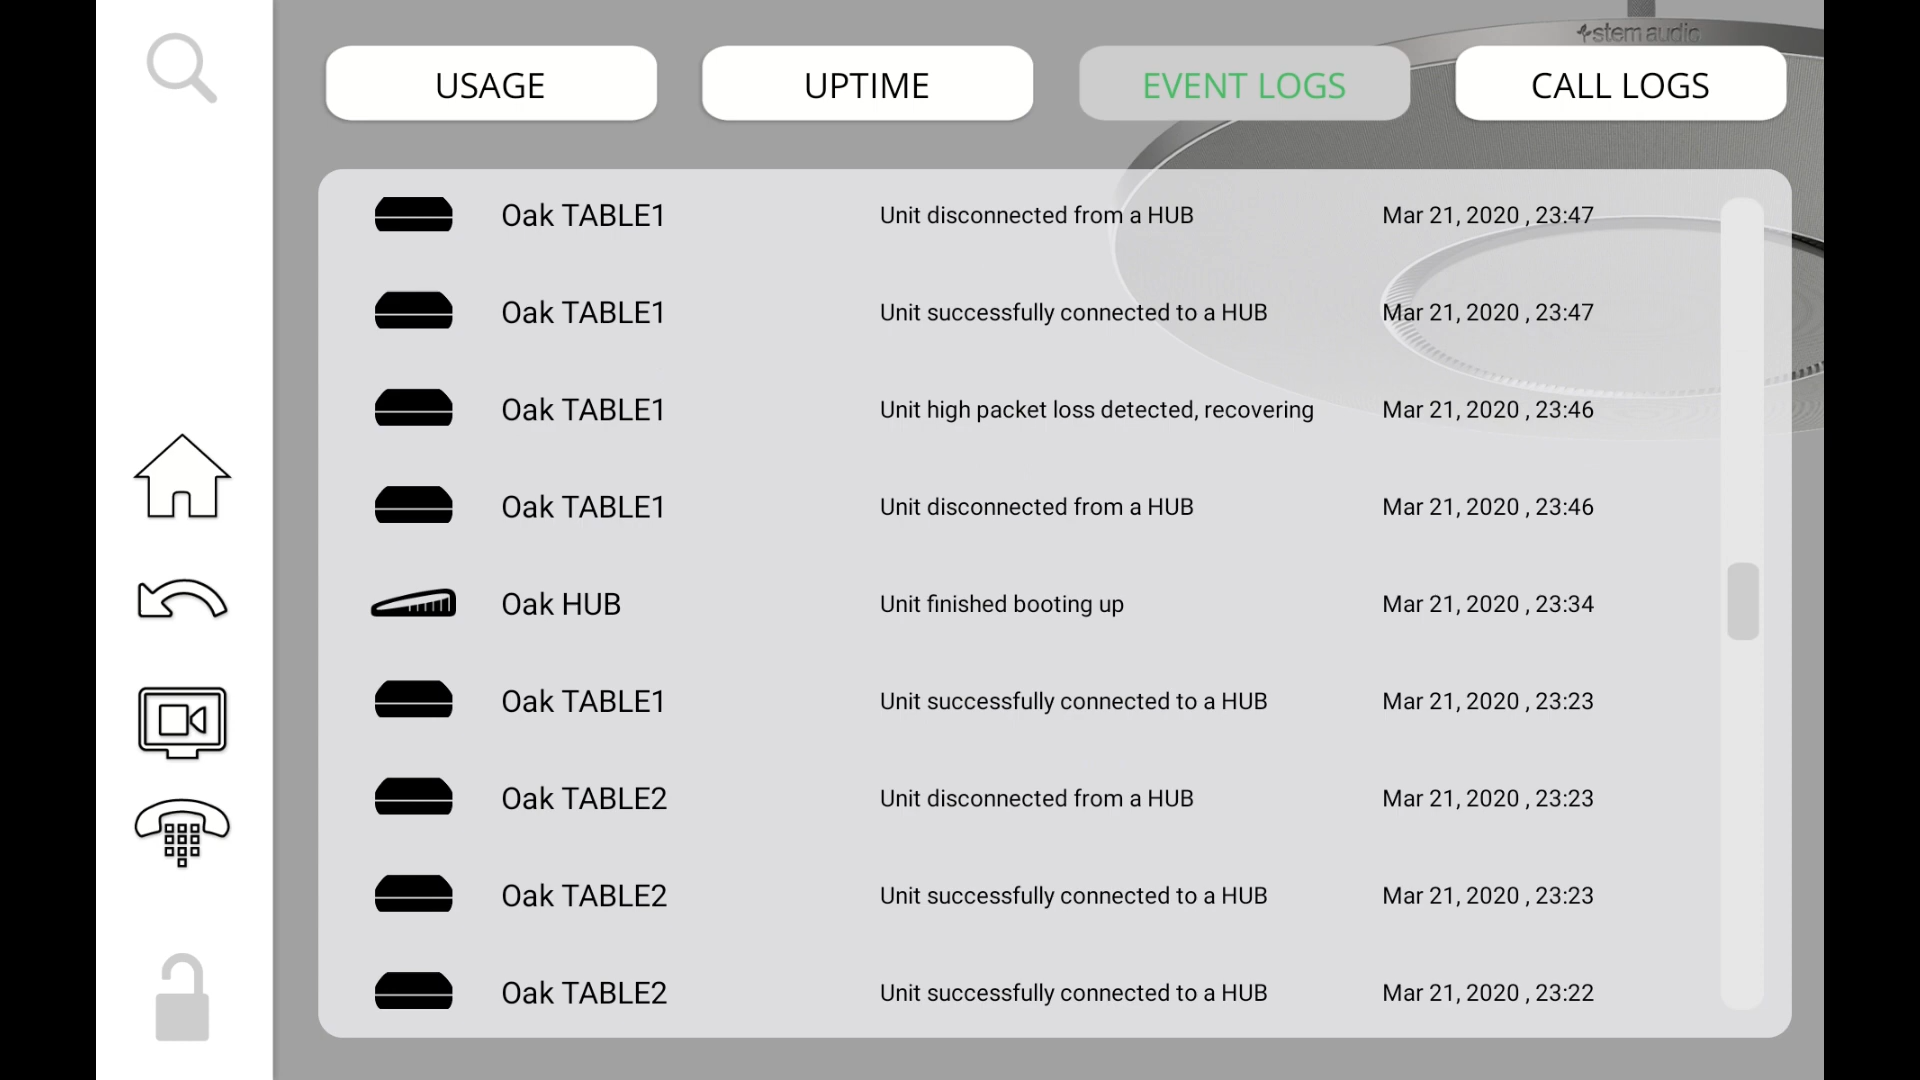 stem audio
USAGE
UPTIME
EVENT LOGS
CALL LOGS
Oak TABLE1 Unit disconnected from a HUB Mar 21, 2020 , 23:47
Oak TABLE1 Unit successfully connected to a HUB Mar 21, 2020 , 23:47
Oak TABLE1 Unit high packet loss detected, recovering Mar 21, 2020 , 23:46
Oak TABLE1 Unit disconnected from a HUB Mar 21, 2020 , 23:46
Oak HUB Unit finished booting up Mar 21, 2020 , 23:34
Oak TABLE1 Unit successfully connected to a HUB Mar 21, 2020 , 23:23
Oak TABLE2 Unit disconnected from a HUB Mar 21, 2020 , 23:23
Oak TABLE2 Unit successfully connected to a HUB Mar 21, 2020 , 23:23
Oak TABLE2 Unit successfully connected to a HUB Mar 21, 2020 , 23:22